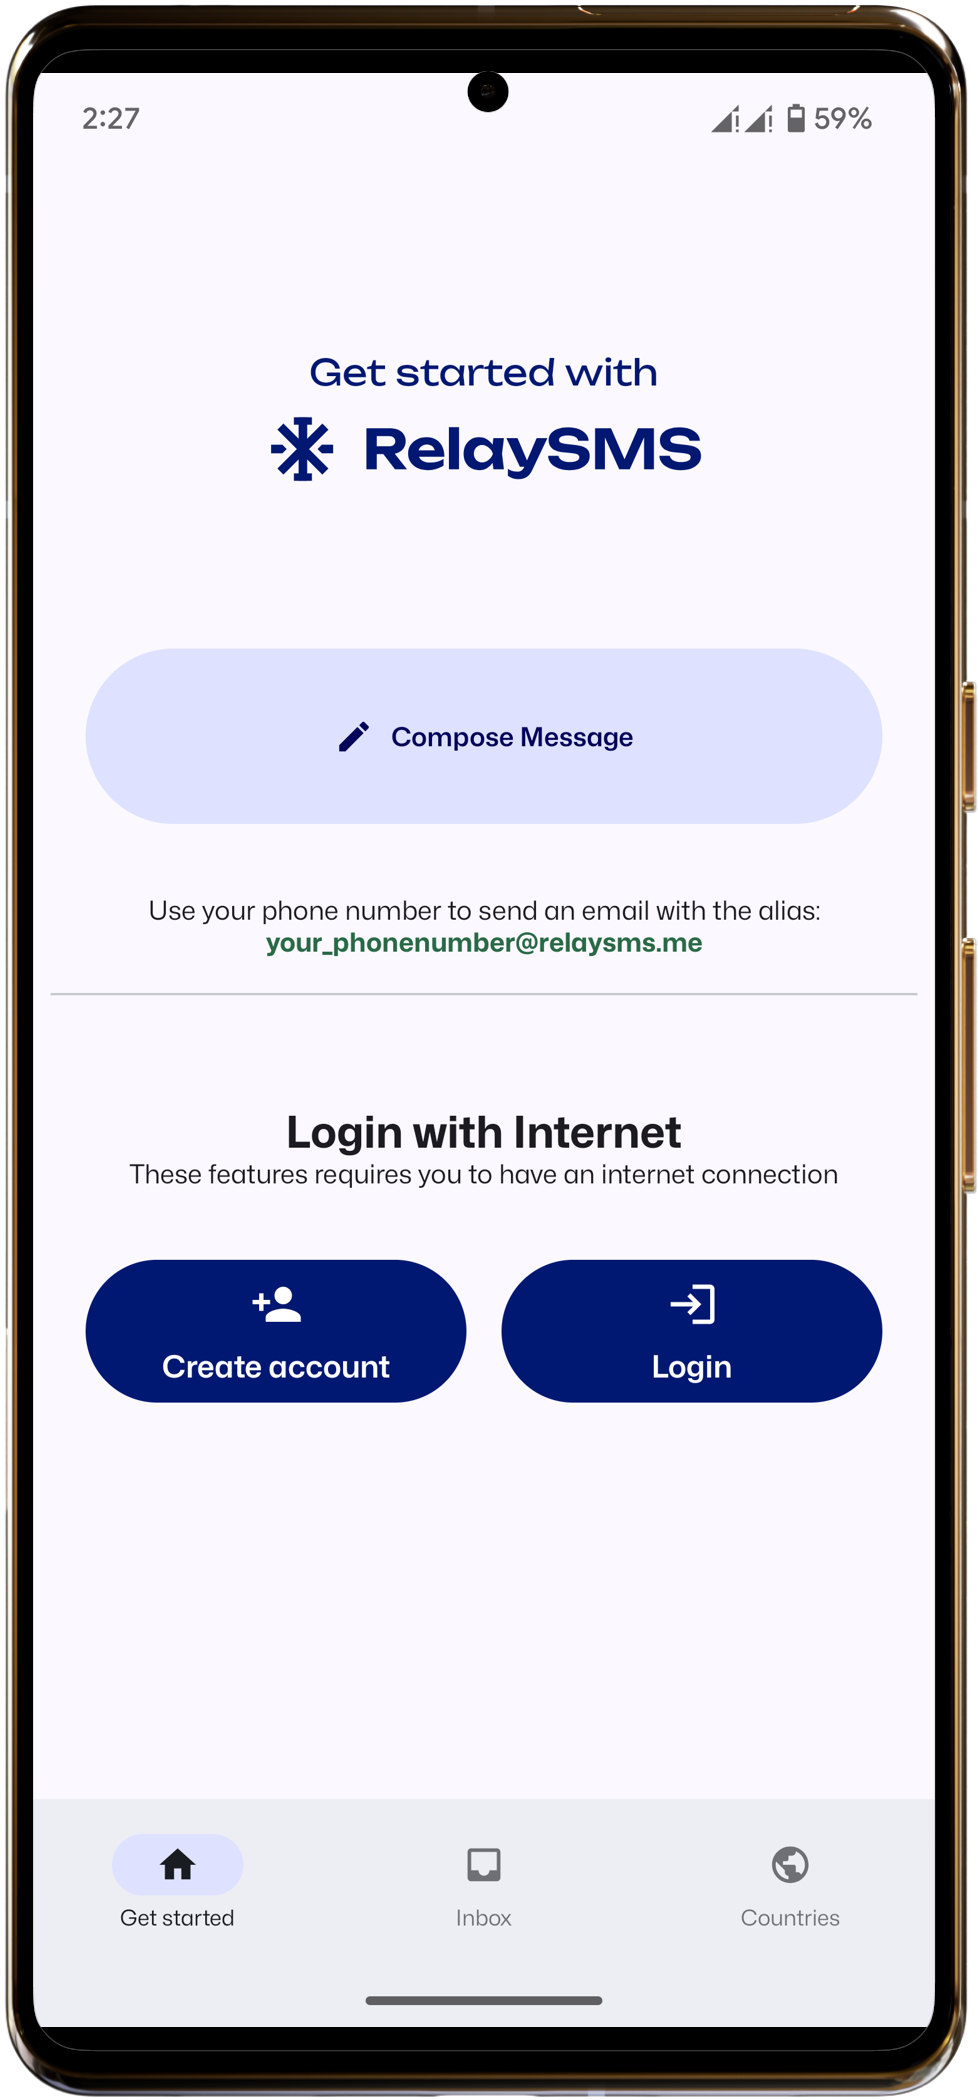 2:27
59%
Get started with
RelaySMS
Compose Message
Use your phone number to send an email with the alias:
your_phonenumber@relaysms.me
Login with Internet
These features requires you to have an internet connection
Create account
Login
Get started
Inbox
Countries